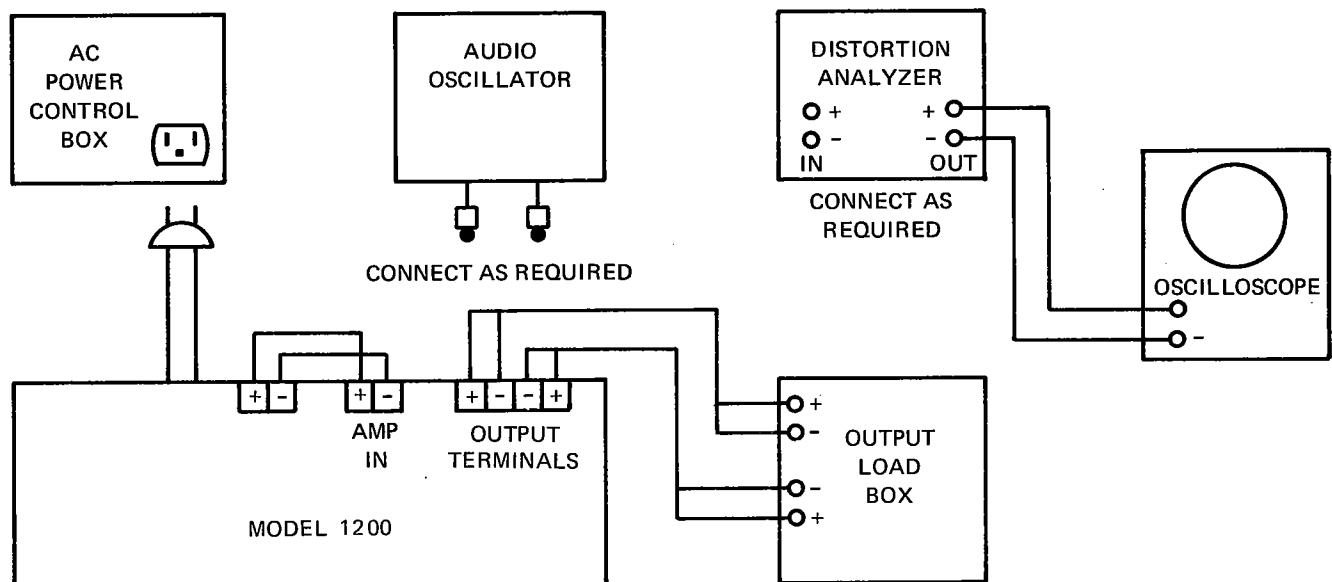 AC
POWER
CONTROL
BOX
AUDIO
OSCILLATOR
CONNECT AS REQUIRED
DISTORTION
ANALYZER
+ +
- -
IN OUT
CONNECT AS
REQUIRED
OSCILLOSCOPE
-
+ - + - + - - +
AMP
IN
OUTPUT
TERMINALS
MODEL 1200
+
-
OUTPUT
LOAD
BOX
-
+